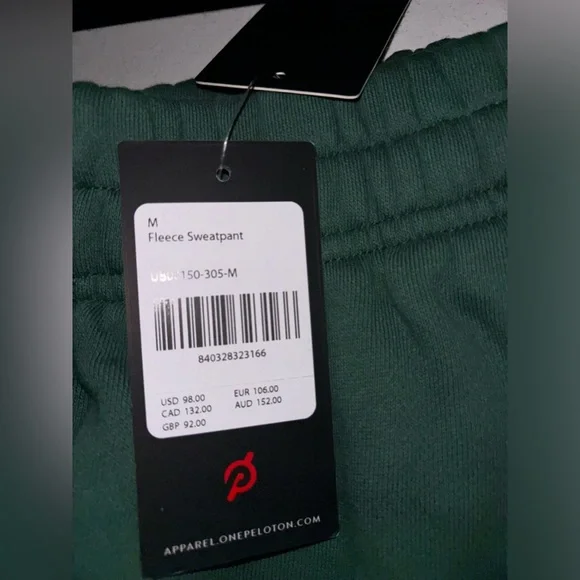 M
Fleece Sweatpant
150-305-M
840328323166
USD 98.00 EUR 106.00
CAD 132.00 AUD 152.00
GBP 92.00
APPAREL.ONEPELOTON.COM